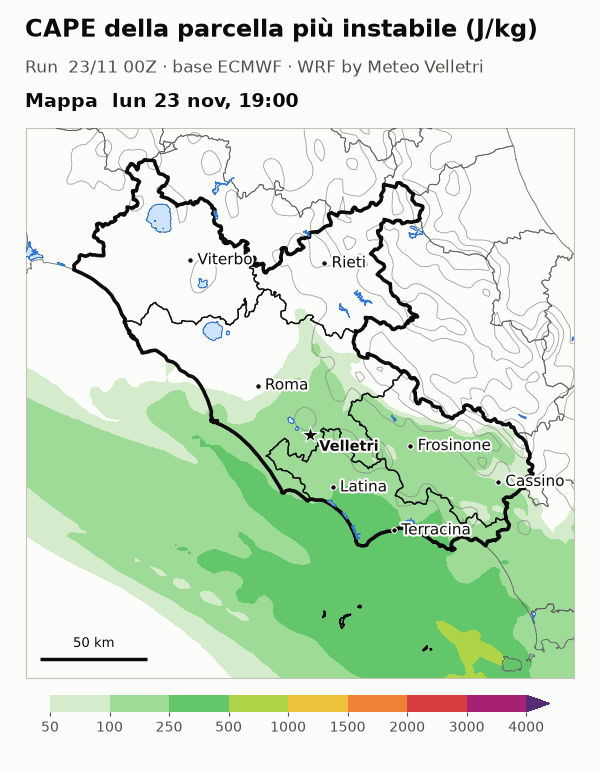 CAPE della parcella più instabile (J/kg)
Run  23/11 00Z · base ECMWF · WRF by Meteo Velletri
Mappa  lun 23 nov, 19:00
Viterbo
Rieti
Roma
Velletri
Frosinone
Cassino
Latina
Terracina
50 km
50 100 250 500 1000 1500 2000 3000 4000